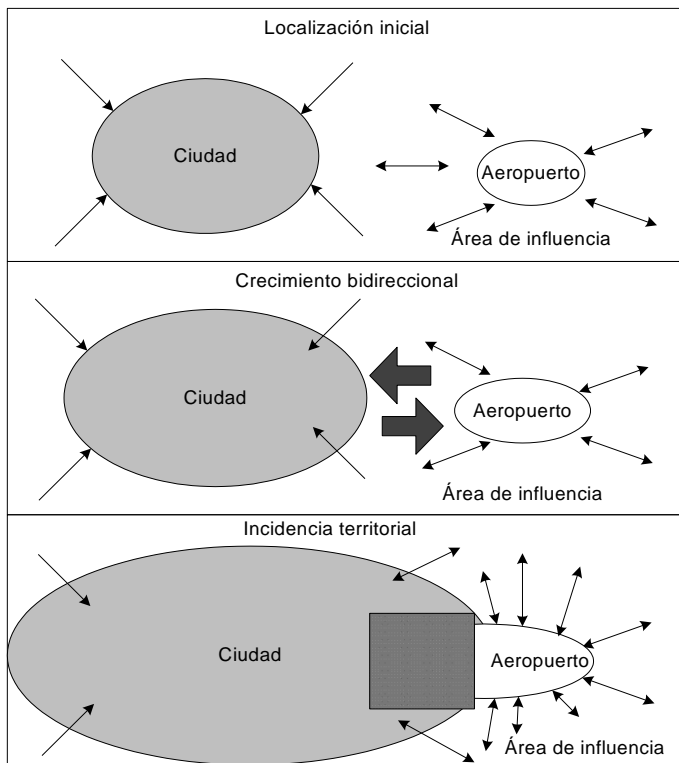 Localización inicial
Ciudad
Aeropuerto
Área de influencia
Crecimiento bidireccional
Ciudad
Aeropuerto
Área de influencia
Incidencia territorial
Ciudad
Aeropuerto
Área de influencia